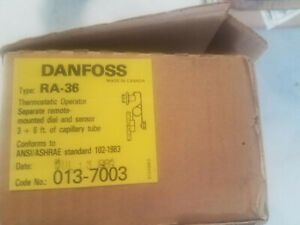 DANFOSS
MADE IN CANADA
Type: RA-36
Thermostatic Operator
Separate remote-
mounted dial and sensor
3 + 6 ft. of capillary tube
Conforms to
ANSI/ASHRAE standard 102-1983
Date:
Code No.: 013-7003